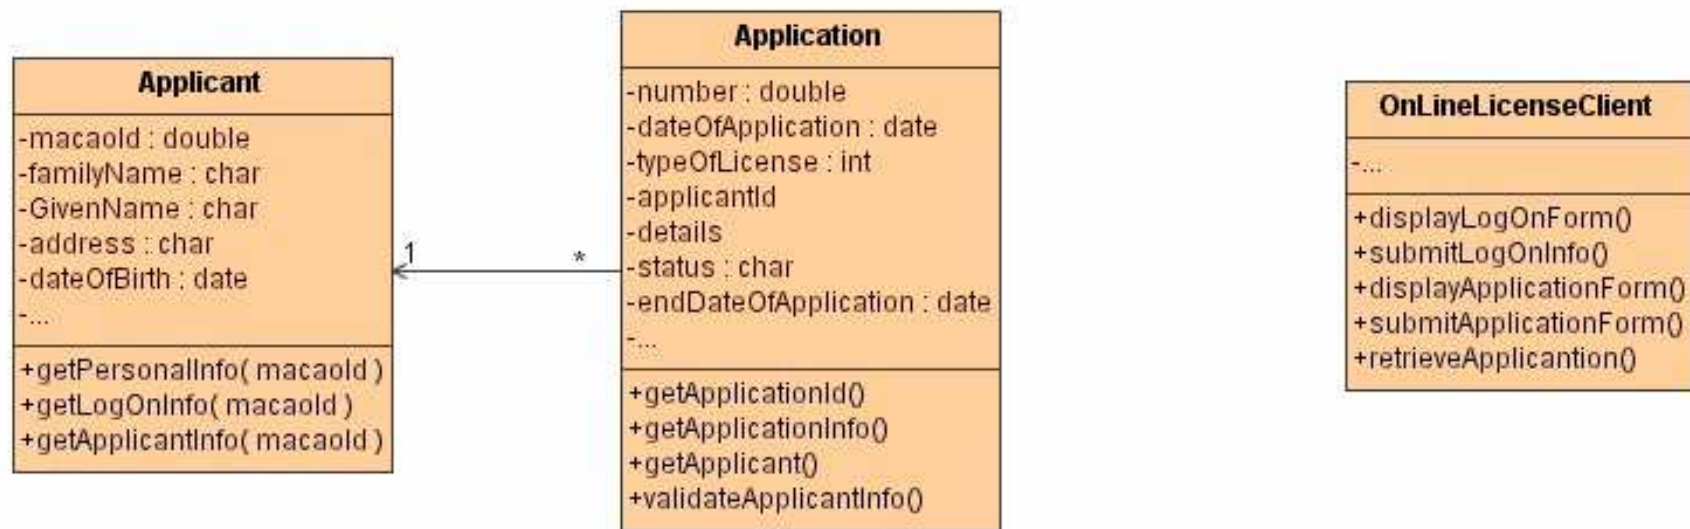 Applicant
-macaoId : double
-familyName : char
-GivenName : char
-address : char
-dateOfBirth : date
-...
+getPersonalInfo( macaoId )
+getLogOnInfo( macaoId )
+getApplicantInfo( macaoId )
1
*
Application
-number : double
-dateOfApplication : date
-typeOfLicense : int
-applicantId
-details
-status : char
-endDateOfApplication : date
-...
+getApplicationId()
+getApplicationInfo()
+getApplicant()
+validateApplicantInfo()
OnLineLicenseClient
-...
+displayLogOnForm()
+submitLogOnInfo()
+displayApplicationForm()
+submitApplicationForm()
+retrieveApplicantion()